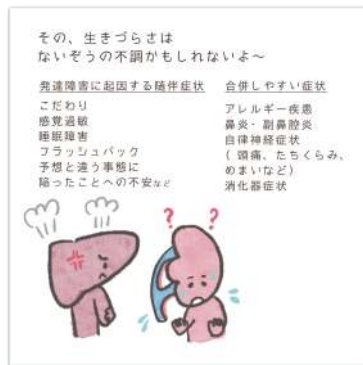 その、生きづらさは
ないぞうの不調がもしれないよ～
発達障害に起因する随伴症状
こだわり
感覚過敏
睡眠障害
フラッシュバック
予想と違う事態に
陥ったことへの不安など
合併しやすい症状
アレルギー疾患
鼻炎・副鼻腔炎
自律神経症状
(頭痛、たちくらみ、
めまいなど)
消化器症状
? ?